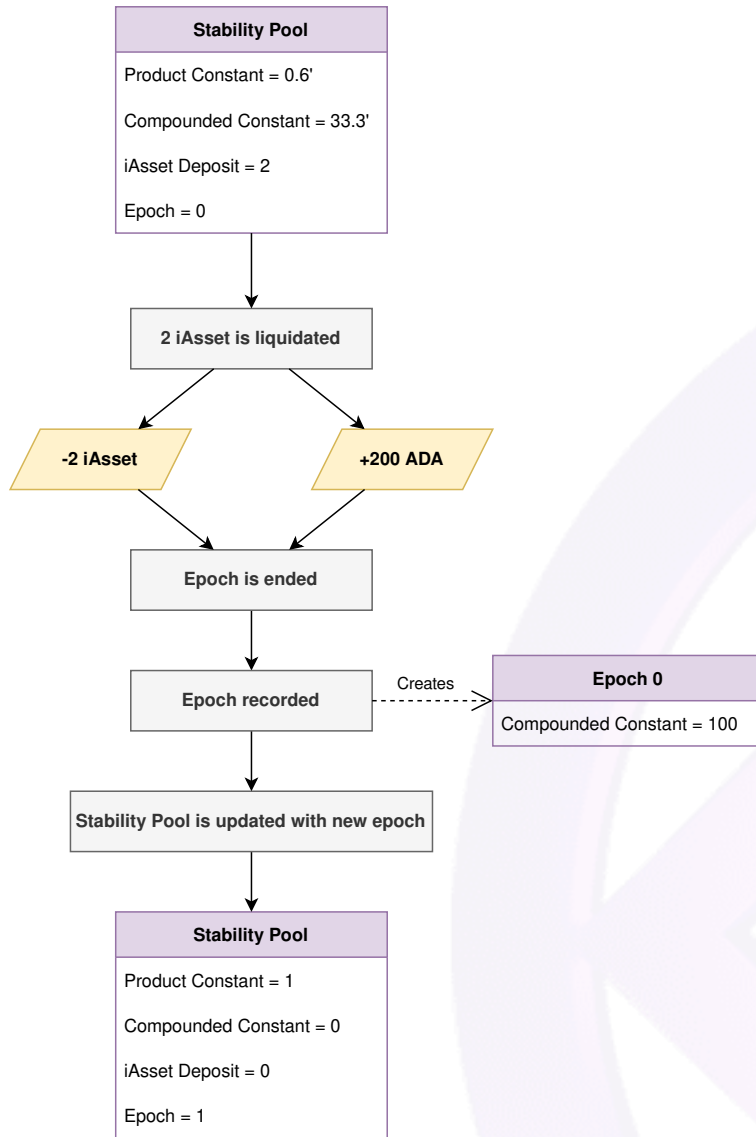 Stability Pool
Product Constant = 0.6'
Compounded Constant = 33.3'
iAsset Deposit = 2
Epoch = 0
2 iAsset is liquidated
-2 iAsset
+200 ADA
Epoch is ended
Epoch recorded
Creates
Epoch 0
Compounded Constant = 100
Stability Pool is updated with new epoch
Stability Pool
Product Constant = 1
Compounded Constant = 0
iAsset Deposit = 0
Epoch = 1